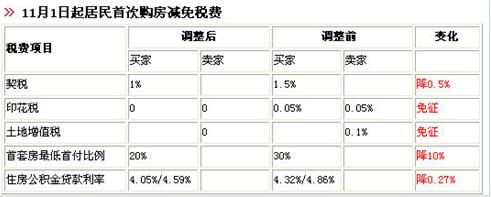 11月1日起居民首次购房减免税费
税费项目 调整后 调整前 变化
买家 卖家 买家 卖家
契税 1% 1.5% 降0.5%
印花税 0 0 0.05% 0.05% 免征
土地增值税 0 0.1% 免征
首套房最低首付比例 20% 30% 降10%
住房公积金贷款利率 4.05%/4.59% 4.32%/4.86% 降0.27%